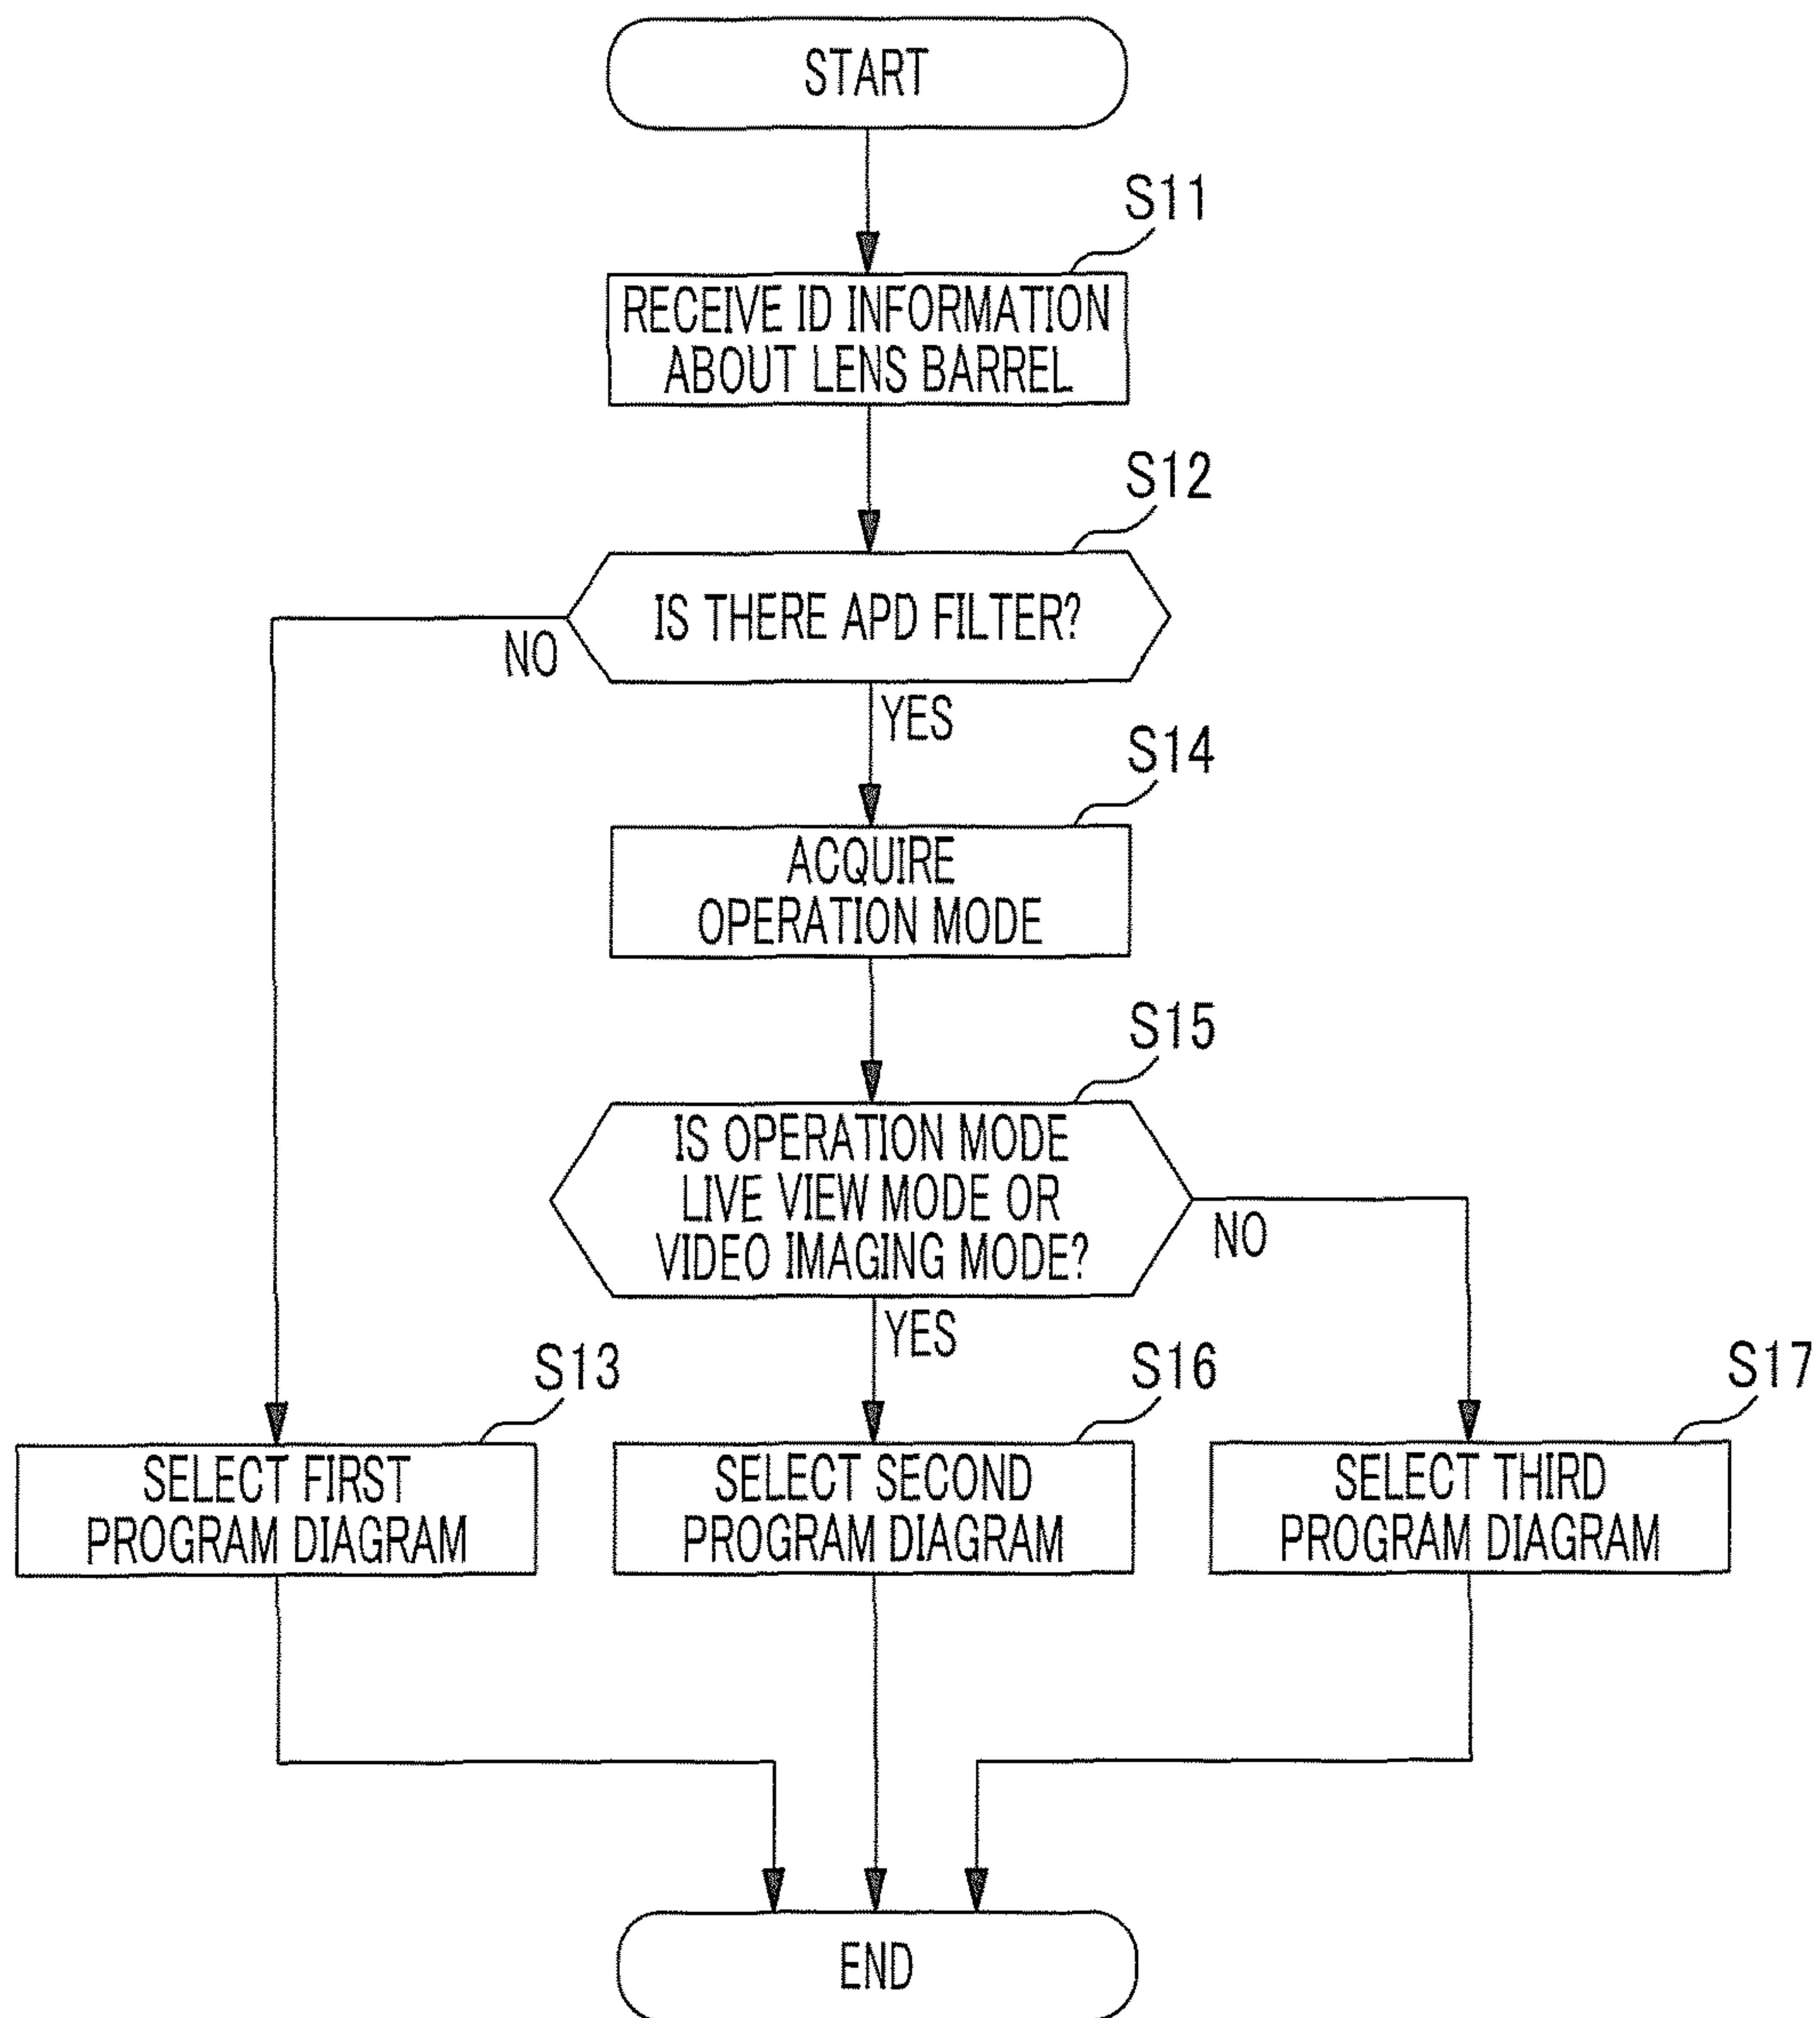 START
S11
RECEIVE ID INFORMATION
ABOUT LENS BARREL
S12
IS THERE APD FILTER?
NO
YES
S14
ACQUIRE
OPERATION MODE
S15
IS OPERATION MODE
LIVE VIEW MODE OR
VIDEO IMAGING MODE?
NO
YES
S13
SELECT FIRST
PROGRAM DIAGRAM
S16
SELECT SECOND
PROGRAM DIAGRAM
S17
SELECT THIRD
PROGRAM DIAGRAM
END